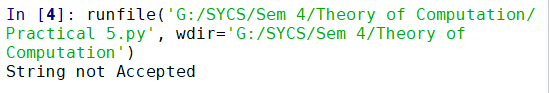 In [4]: runfile('G:/SYCS/Sem 4/Theory of Computation/
Practical 5.py', wdir='G:/SYCS/Sem 4/Theory of
Computation')
String not Accepted